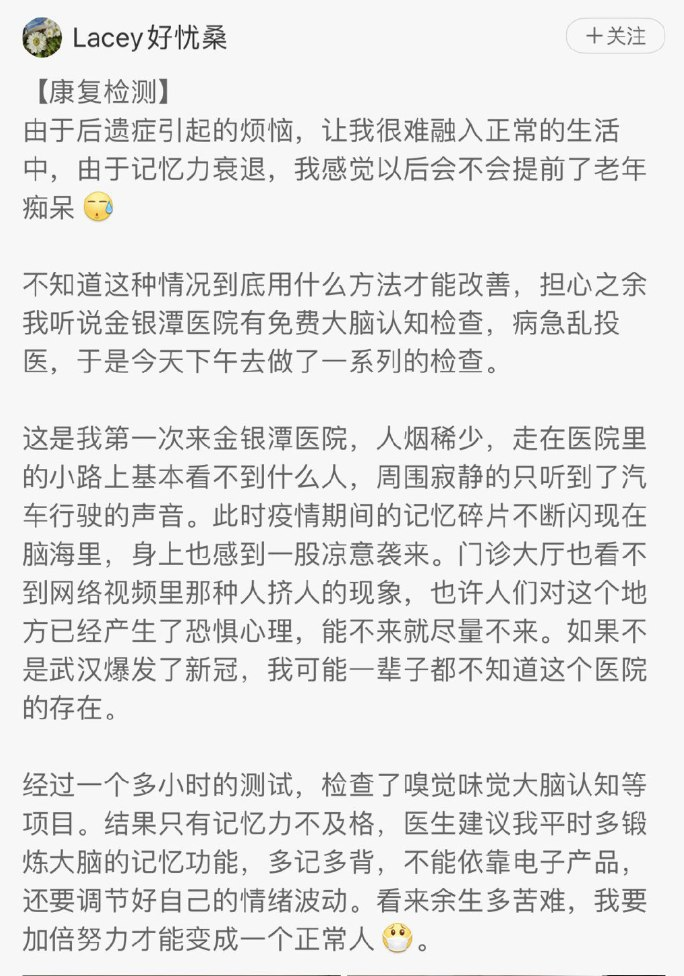 Lacey好忧桑
＋关注
【康复检测】
由于后遗症引起的烦恼，让我很难融入正常的生活
中，由于记忆力衰退，我感觉以后会不会提前了老年
痴呆
不知道这种情况到底用什么方法才能改善，担心之余
我听说金银潭医院有免费大脑认知检查，病急乱投
医，于是今天下午去做了一系列的检查。
这是我第一次来金银潭医院，人烟稀少，走在医院里
的小路上基本看不到什么人，周围寂静的只听到了汽
车行驶的声音。此时疫情期间的记忆碎片不断闪现在
脑海里，身上也感到一股凉意袭来。门诊大厅也看不
到网络视频里那种人挤人的现象，也许人们对这个地
方已经产生了恐惧心理，能不来就尽量不来。如果不
是武汉爆发了新冠，我可能一辈子都不知道这个医院
的存在。
经过一个多小时的测试，检查了嗅觉味觉大脑认知等
项目。结果只有记忆力不及格，医生建议我平时多锻
炼大脑的记忆功能，多记多背，不能依靠电子产品，
还要调节好自己的情绪波动。看来余生多苦难，我要
加倍努力才能变成一个正常人😷。